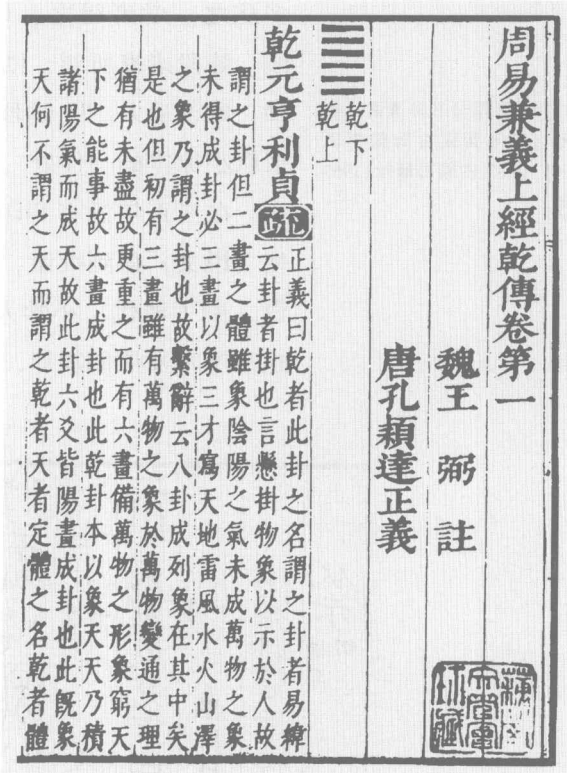 周易兼義上經乾傳卷第一
魏王 弼 註
唐孔穎達正義
䷀
乾下
乾上
乾元亨利貞
疏
正義曰乾者此卦之名謂之卦者易緯
云卦者掛也言懸掛物象以示於人故
謂之卦但二畫之體雖象陰陽之氣未成萬物之象
未得成卦必三畫以象三才寫天地雷風水火山澤
之象乃謂之卦也故繫辭云八卦成列象在其中矣
是也但初有三畫雖有萬物之象於萬物變通之理
猶有未盡故更重之而有六畫備萬物之形象窮天
下之能事故六畫成卦也此乾卦本以象天天乃積
諸陽氣而成天故此卦六爻皆陽畫成卦也此旣象
天何不謂之天而謂之乾者天者定體之名乾者體